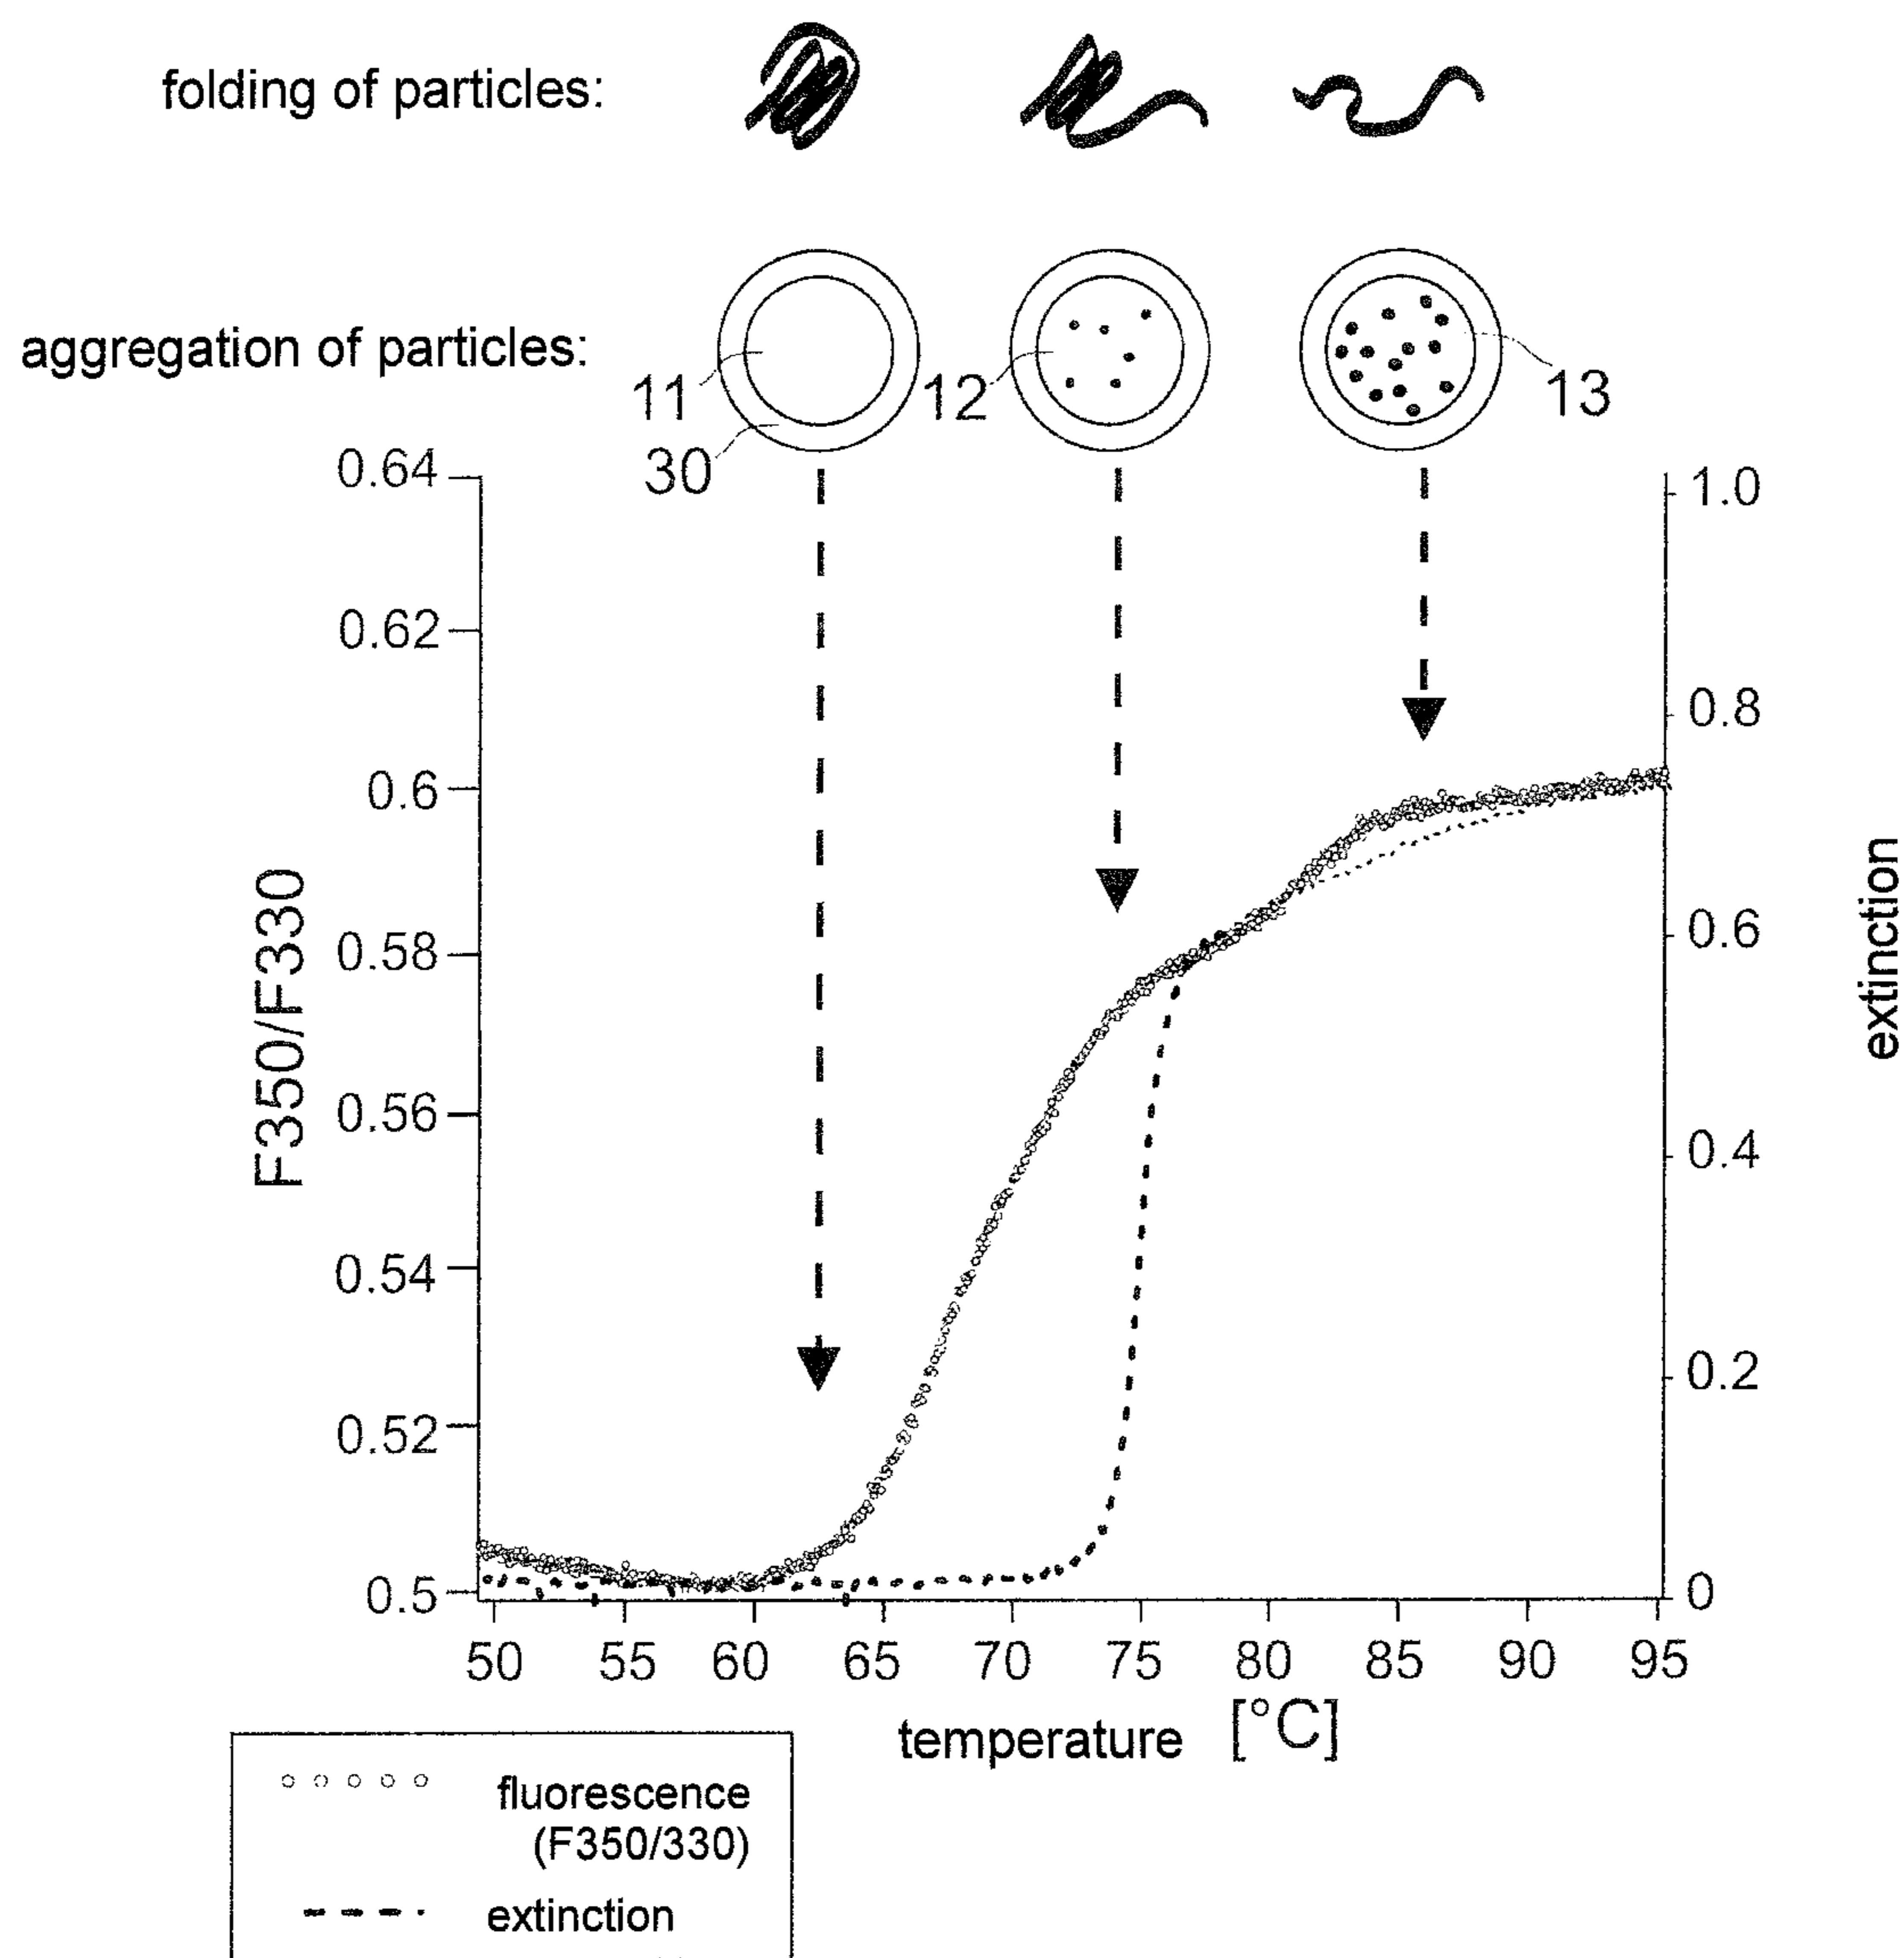 folding of particles:
aggregation of particles:
11
30
12
13
0.64
0.62
0.6
0.58
0.56
0.54
0.52
0.5
F350/F330
1.0
0.8
0.6
0.4
0.2
0
extinction
50 55 60 65 70 75 80 85 90 95
temperature [°C]
fluorescence
(F350/330)
extinction